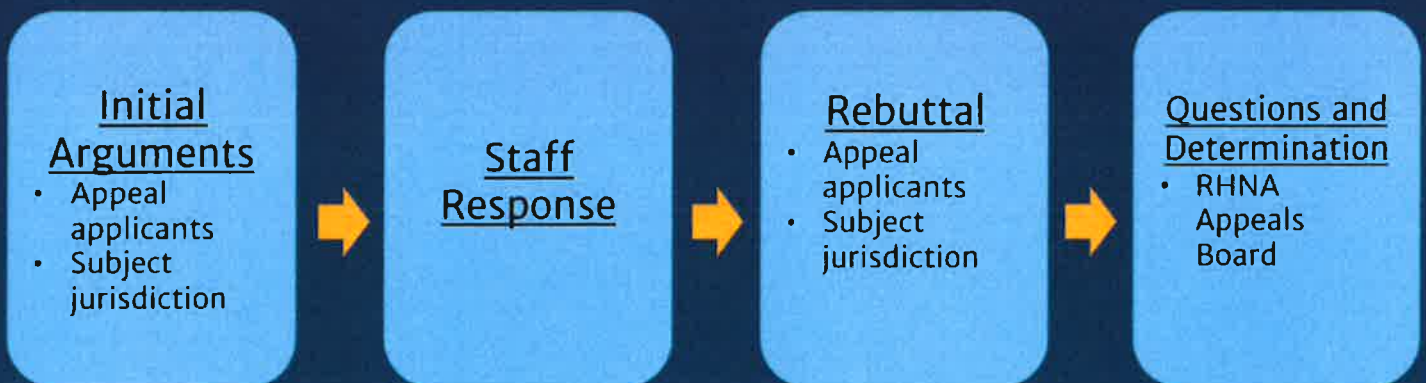 Initial
Arguments
• Appeal
applicants
• Subject
jurisdiction
Staff
Response
Rebuttal
• Appeal
applicants
• Subject
jurisdiction
Questions and
Determination
• RHNA
Appeals
Board